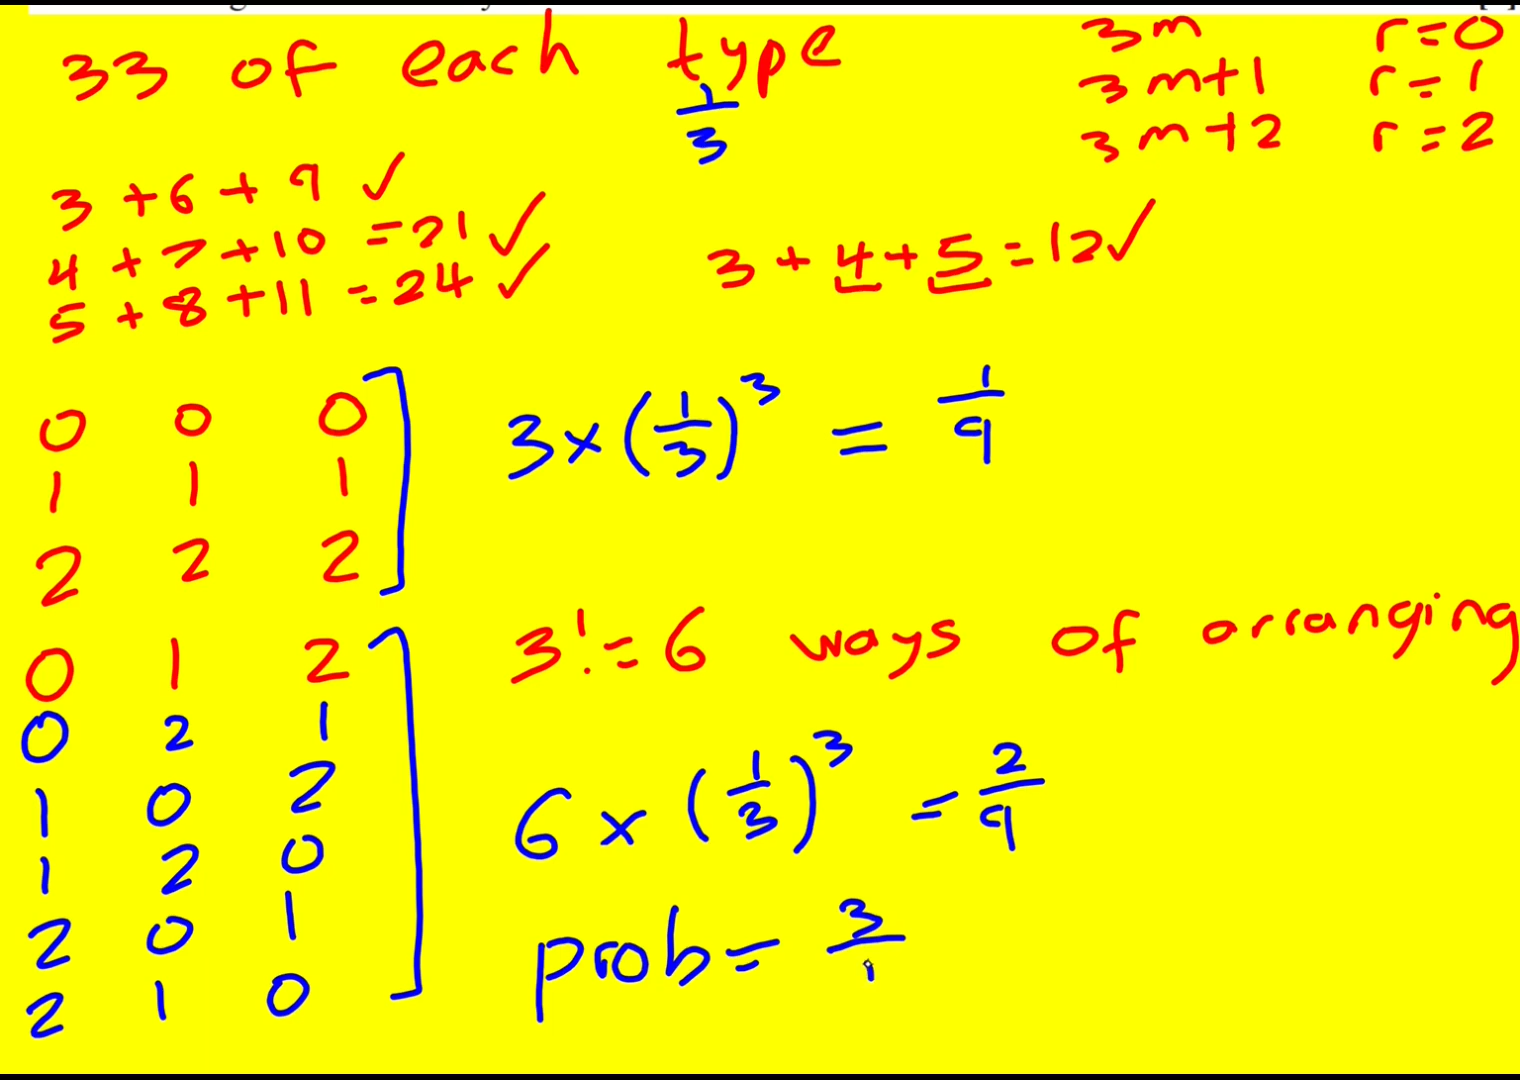 33 of each type
1/3
3m r=0
3m+1 r=1
3m+2 r=2
3 + 6 + 9 ✓
4 + 7 + 10 = 21 ✓
5 + 8 + 11 = 24 ✓
3 + 4 + 5 = 12 ✓
0 0 0
1 1 1
2 2 2
3 × (1/3)^3 = 1/9
0 1 2
0 2 1
1 0 2
1 2 0
2 0 1
2 1 0
3! = 6 ways of arranging
6 × (1/3)^3 = 2/9
prob = 3/